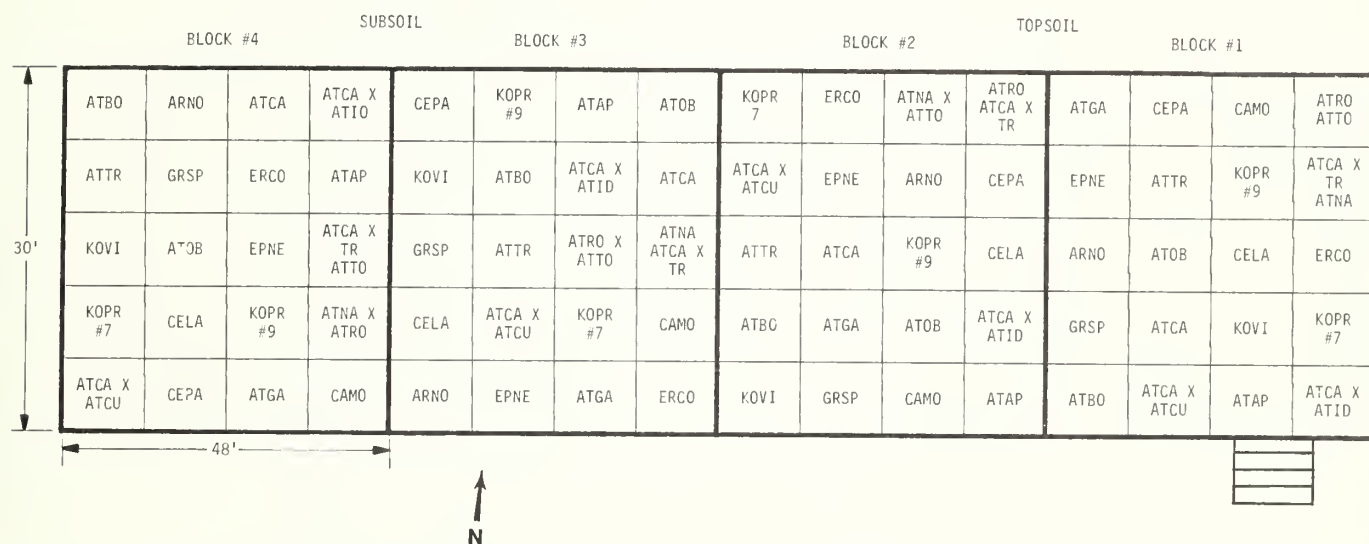 SUBSOIL
TOPSOIL
BLOCK #4
BLOCK #3
BLOCK #2
BLOCK #1
ATBO ARNO ATCA ATCA X CEPA KOPR ATAP ATOB KOPR ERCO ATNA X ATRO ATGA CEPA CAMO ATRO
ATIO #9 7 ATTO ATCA X ATTO
TR
ATTR GRSP ERCO ATAP KOVI ATBO ATCA X ATCA ATCA X EPNE ARNO CEPA EPNE ATTR KOPR ATCA X
ATID ATCU #9 TR
ATNA
30'
KOVI ATOB EPNE ATCA X GRSP ATTR ATRO X ATNA ATTR ATCA KOPR CELA ARNO ATOB CELA ERCO
TR ATTO ATCA X #9
ATTO TR
KOPR CELA KOPR ATNA X CELA ATCA X KOPR CAMO ATBO ATGA ATOB ATCA X GRSP ATCA KOVI KOPR
#7 #9 ATRO ATCU #7 ATID #7
ATCA X CEPA ATGA CAMO ARNO EPNE ATGA ERCO KOVI GRSP CAMO ATAP ATBO ATCA X ATAP ATCA X
ATCU ATCU ATID
48'
N